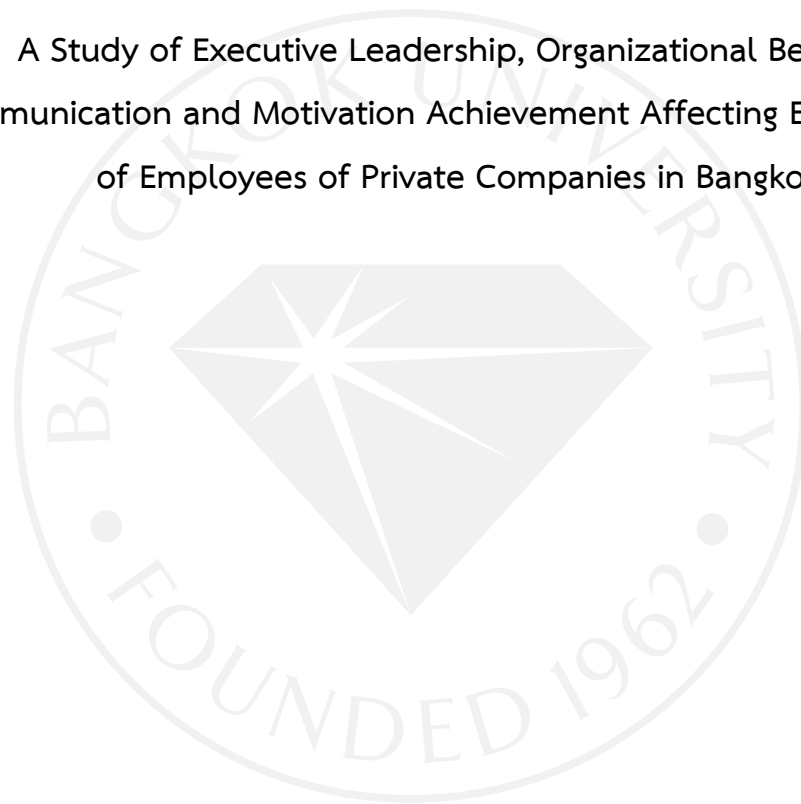 A Study of Executive Leadership, Organizational Be
munication and Motivation Achievement Affecting E
of Employees of Private Companies in Bangko
BANGKOK UNIVERSITY
FOUNDED 1962